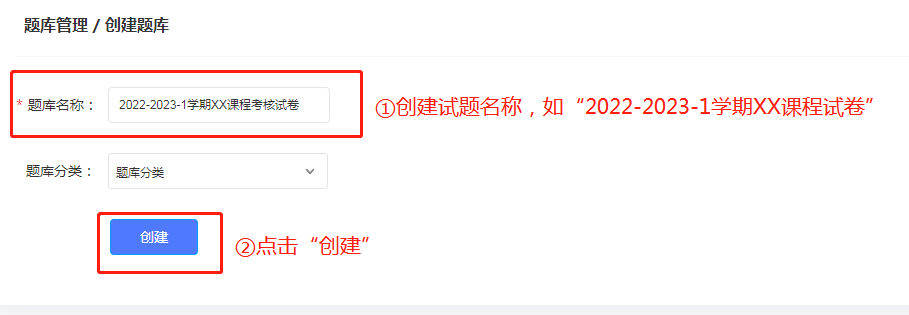 题库管理 / 创建题库
* 题库名称： 2022-2023-1学期XX课程考核试卷 ①创建试题名称，如“2022-2023-1学期XX课程试卷”
题库分类： 题库分类
创建 ②点击“创建”